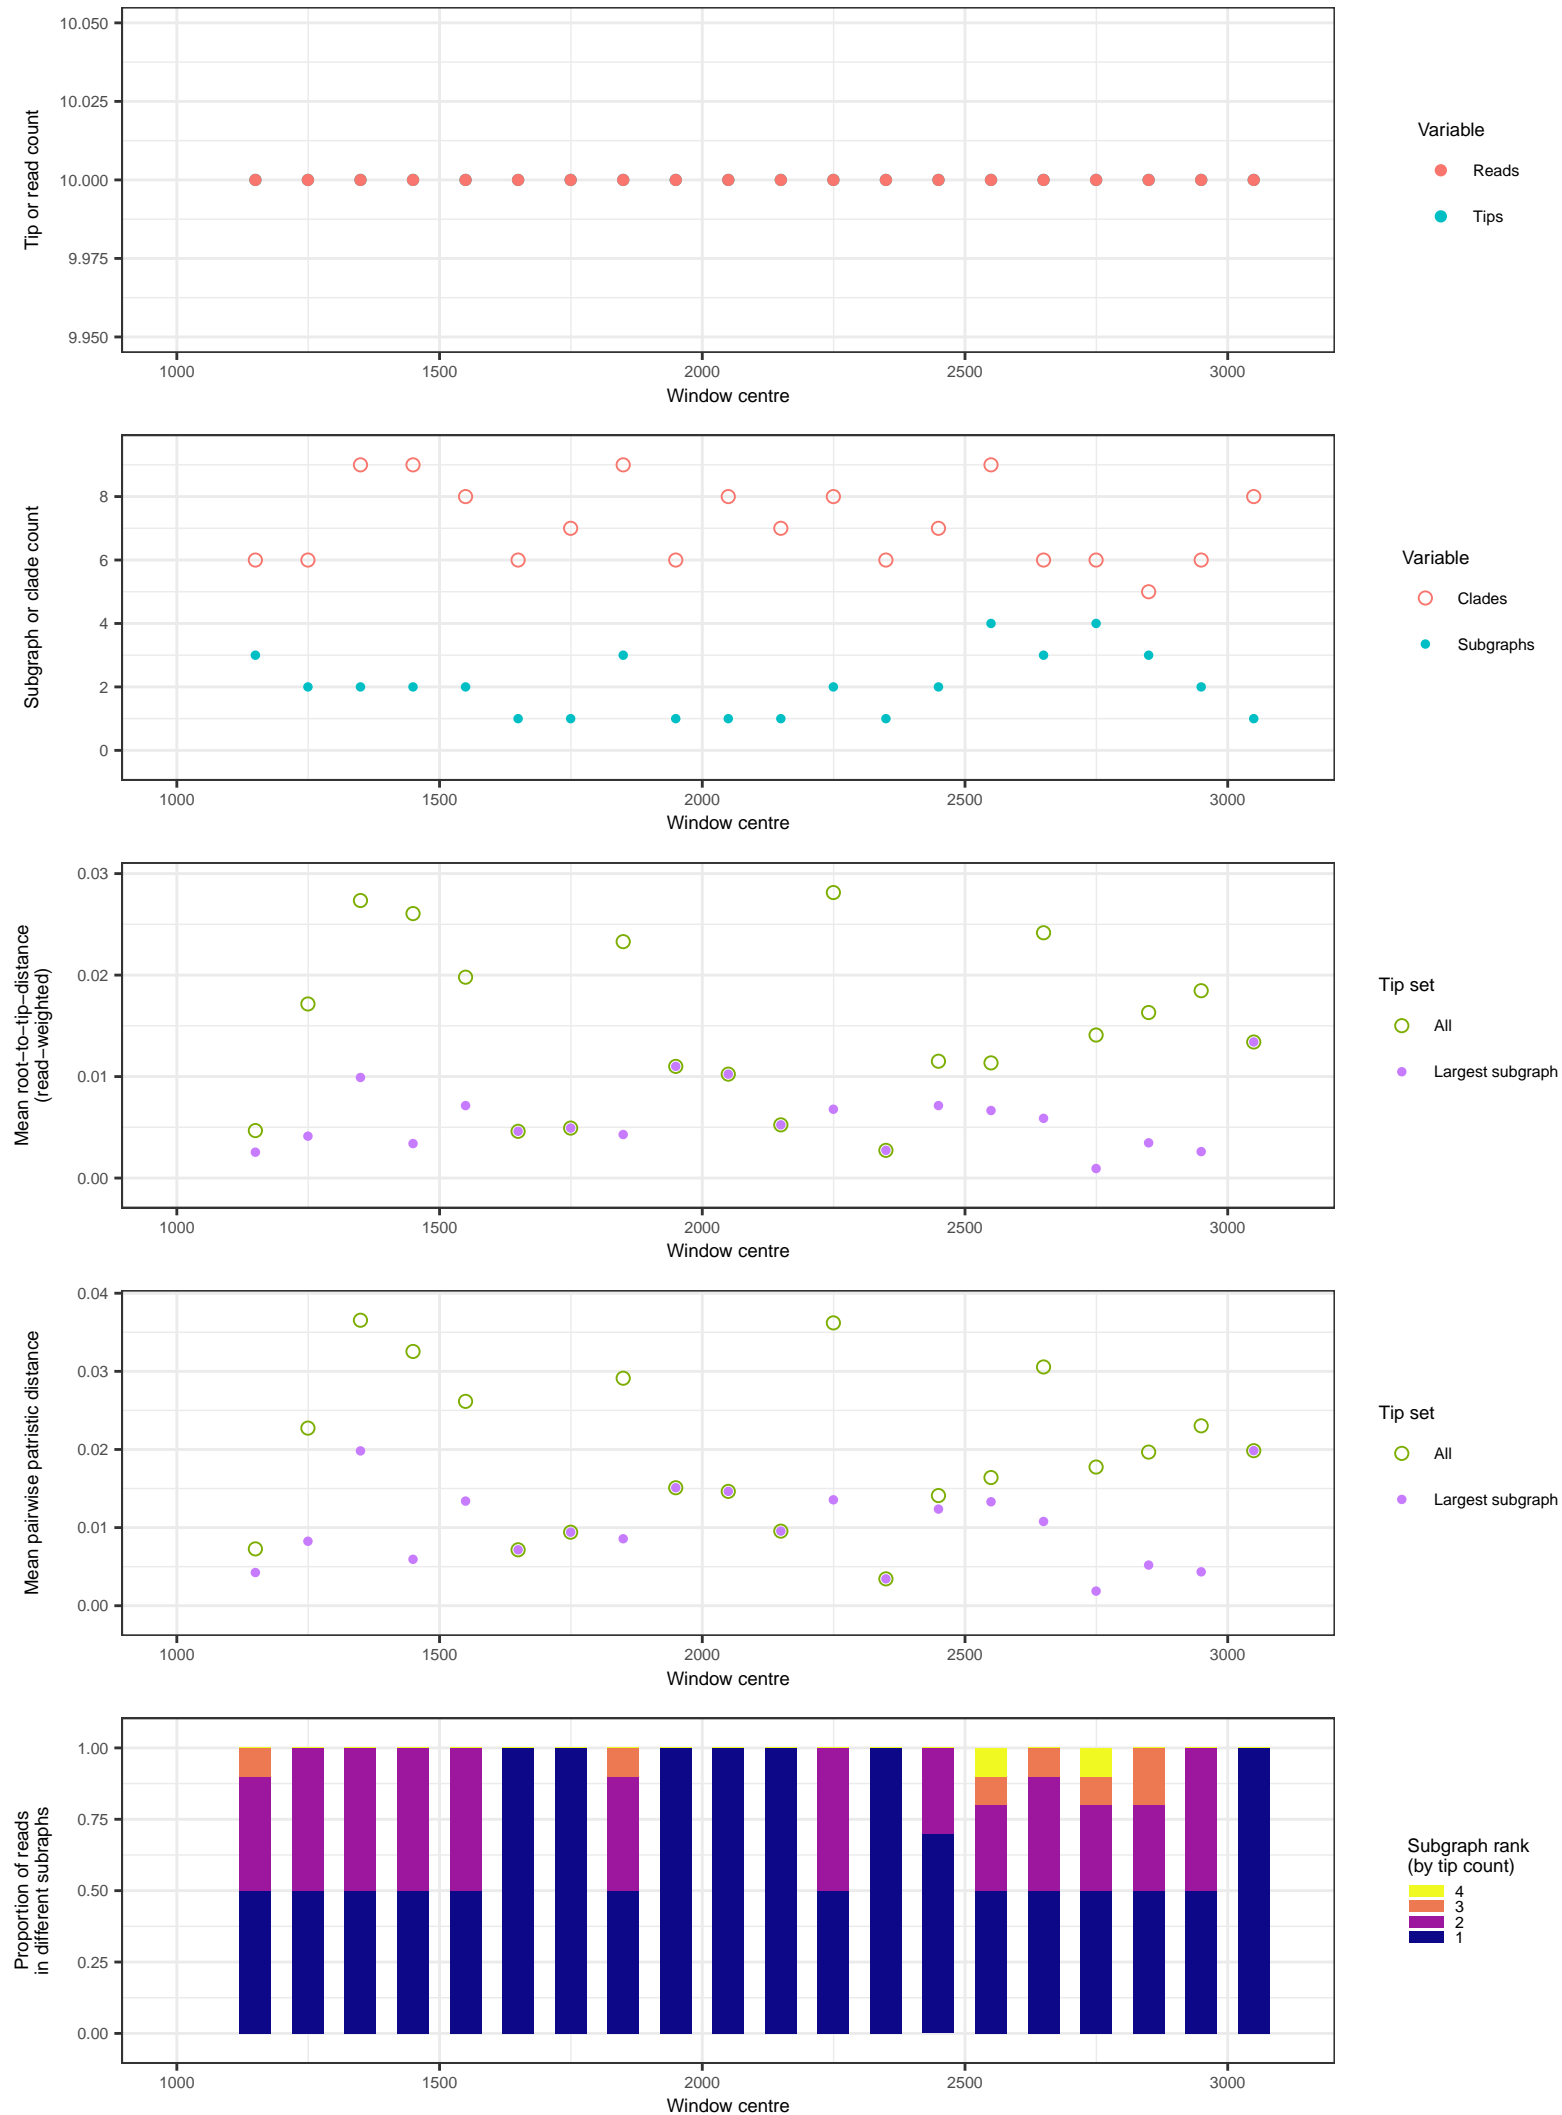 10.050
10.025
10.000
9.975
9.950
Tip or read count
1000 1500 2000 2500 3000
Window centre
Variable
Reads
Tips
8
6
4
2
0
Subgraph or clade count
1000 1500 2000 2500 3000
Window centre
Variable
Clades
Subgraphs
0.03
0.02
0.01
0.00
Mean root−to−tip−distance
(read−weighted)
1000 1500 2000 2500 3000
Window centre
Tip set
All
Largest subgraph
0.04
0.03
0.02
0.01
0.00
Mean pairwise patristic distance
1000 1500 2000 2500 3000
Window centre
Tip set
All
Largest subgraph
1.00
0.75
0.50
0.25
0.00
Proportion of reads
in different subraphs
1000 1500 2000 2500 3000
Window centre
Subgraph rank
(by tip count)
4
3
2
1